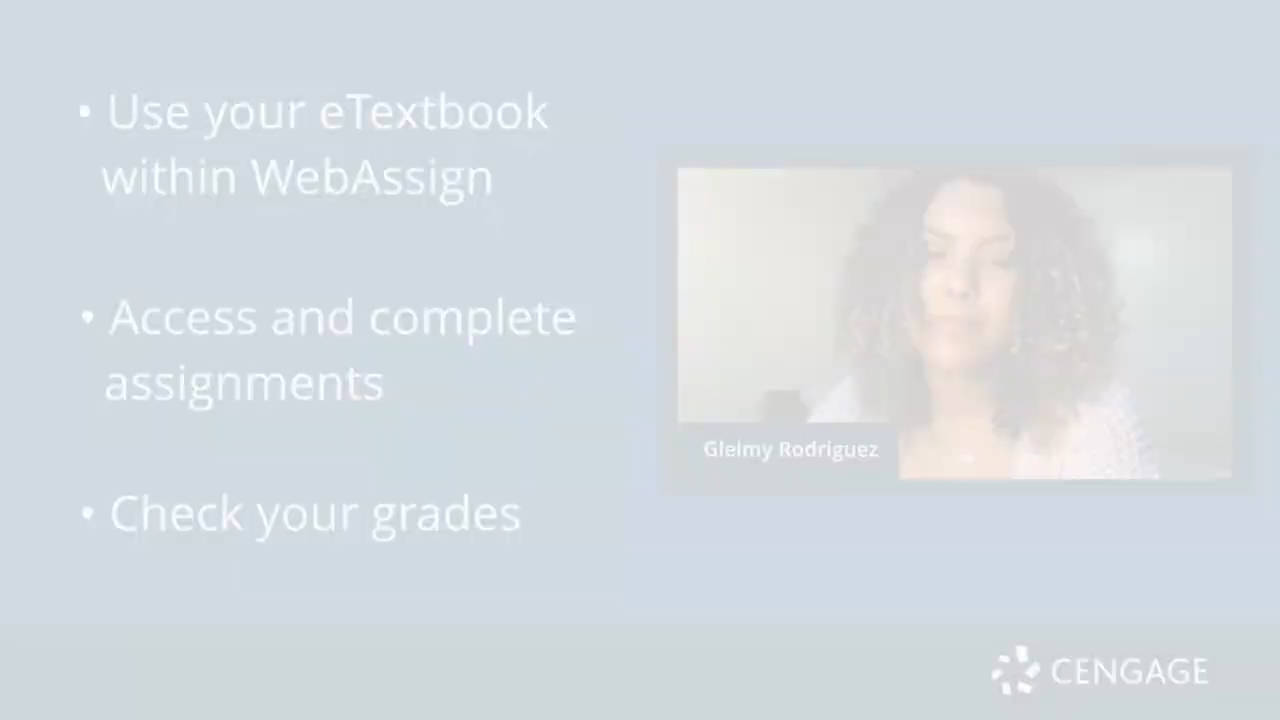 • Use your eTextbook
within WebAssign
• Access and complete
assignments
• Check your grades
Gleimy Rodriguez
CENGAGE